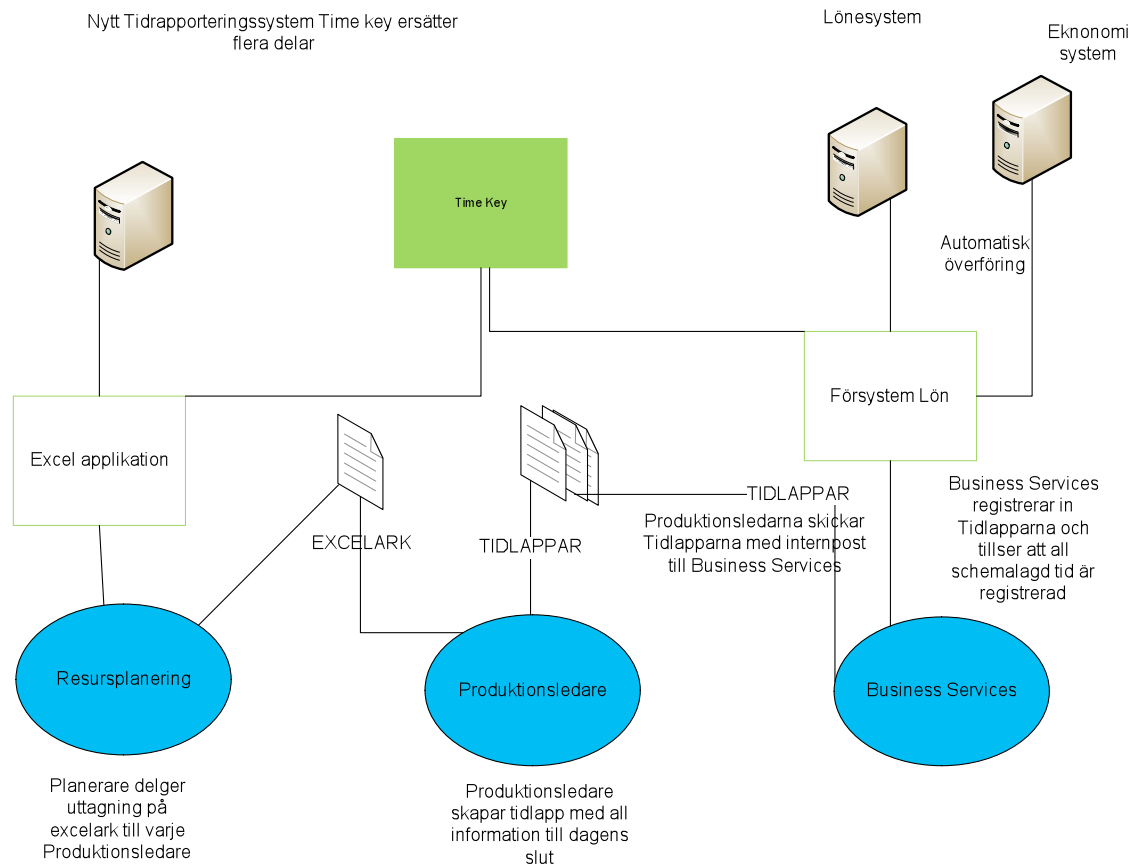 Nytt Tidrapporteringssystem Time key ersätter
flera delar
Lönesystem
Eknonomi
system
Time Key
Automatisk
överföring
Försystem Lön
Excel applikation
EXCELARK
TIDLAPPAR
TIDLAPPAR
Produktionsledarna skickar
Tidlapparna med internpost
till Business Services
Business Services
registrerar in
Tidlapparna och
tillser att all
schemalagd tid är
registrerad
Resursplanering
Produktionsledare
Business Services
Planerare delger
uttagning på
excelark till varje
Produktionsledare
Produktionsledare
skapar tidlapp med all
information till dagens
slut